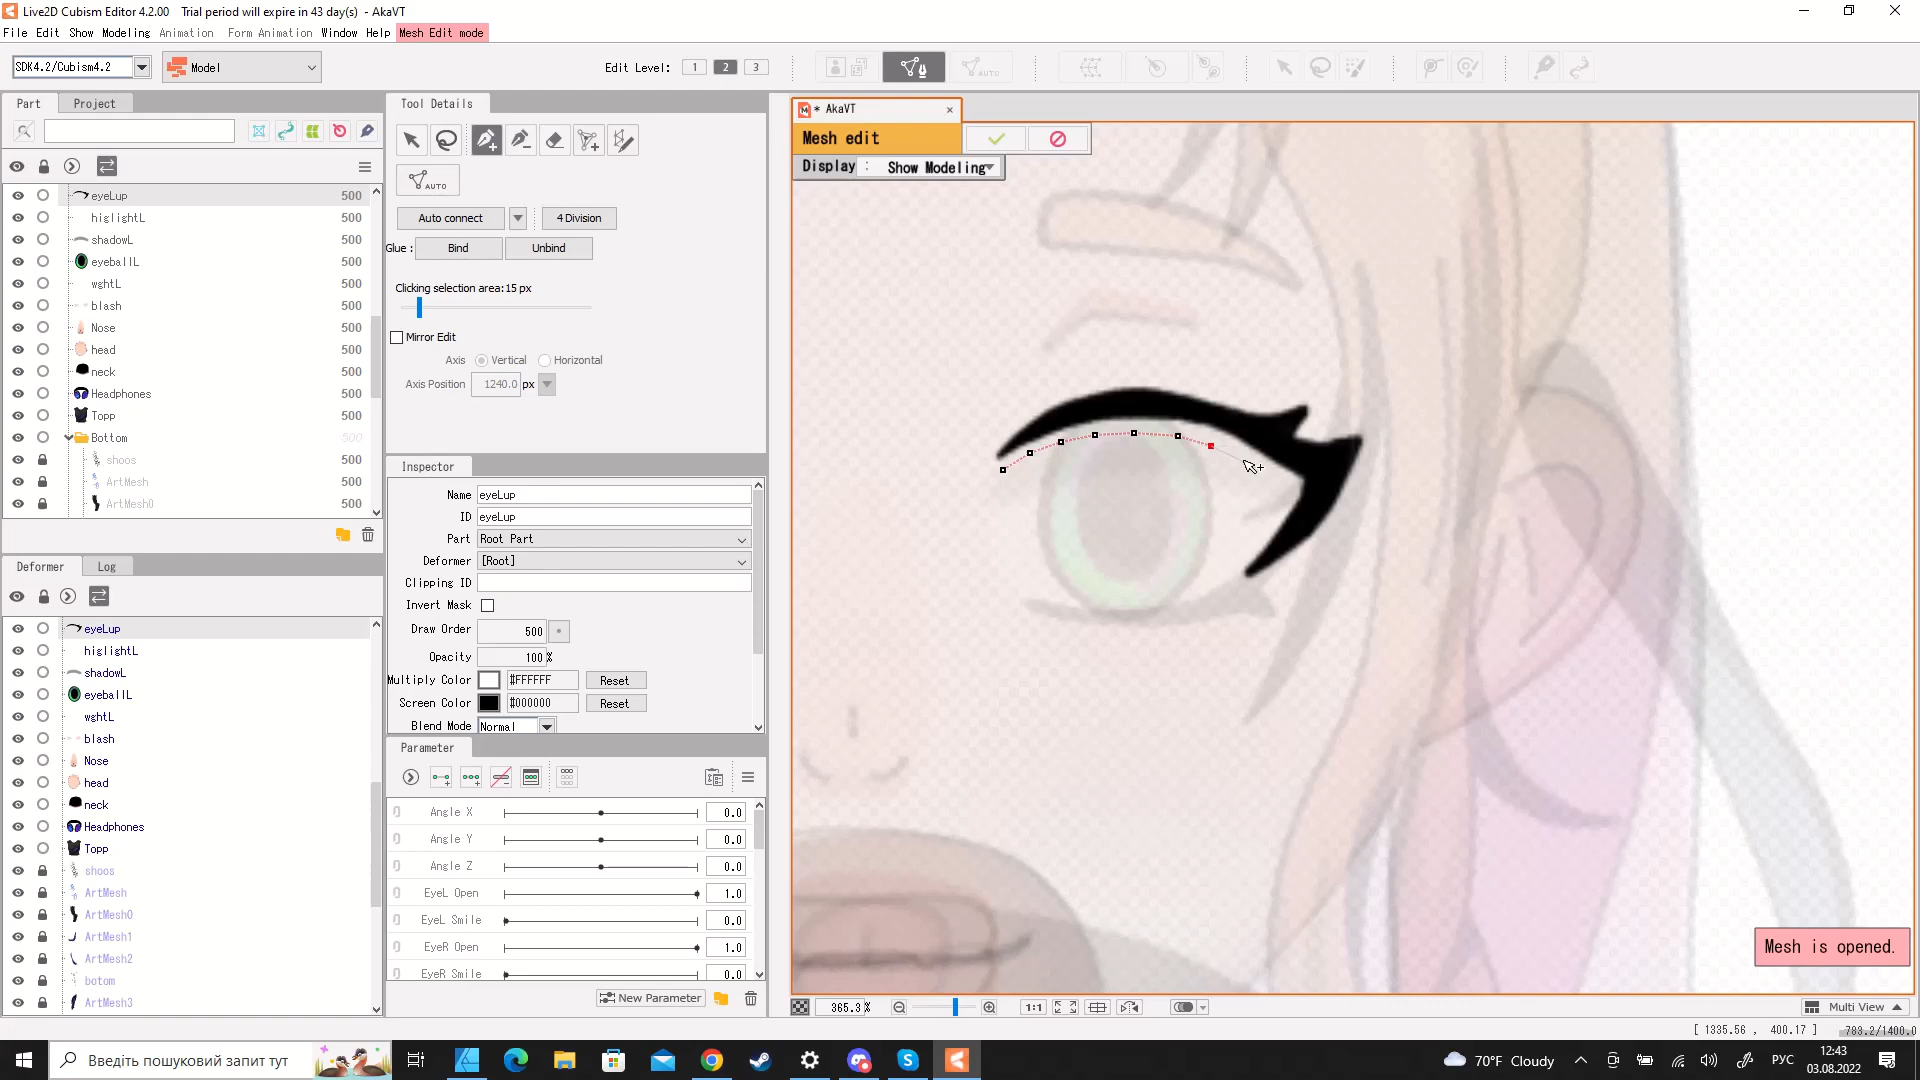 Live2D Cubism Editor 4.2.00    Trial period will expire in 43 day(s)  - AkaVT
File Edit Show Modeling Animation Form Animation Window Help Mesh Edit mode
SDK4.2/Cubism4.2 Model Edit Level: 1 2 3
Part Project
eyeLup 500
higlightL 500
shadowL 500
eyeballL 500
wghtL 500
blash 500
Nose 500
head 500
neck 500
Headphones 500
Topp 500
Bottom 500
shoos 500
ArtMesh 500
ArtMesh0 500
Deformer Log
eyeLup
higlightL
shadowL
eyeballL
wghtL
blash
Nose
head
neck
Headphones
Topp
shoos
ArtMesh
ArtMesh0
ArtMesh1
ArtMesh2
botom
ArtMesh3
Tool Details
AUTO
Auto connect 4 Division
Glue : Bind Unbind
Clicking selection area:15 px
Mirror Edit
Axis Vertical Horizontal
Axis Position 1240.0 px
Inspector
Name eyeLup
ID eyeLup
Part Root Part
Deformer [Root]
Clipping ID
Invert Mask
Draw Order 500
Opacity 100 %
Multiply Color #FFFFFF Reset
Screen Color #000000 Reset
Blend Mode Normal
Parameter
Angle X 0.0
Angle Y 0.0
Angle Z 0.0
EyeL Open 1.0
EyeL Smile 0.0
EyeR Open 1.0
EyeR Smile 0.0
New Parameter
AUTO
* AkaVT
Mesh edit
Display : Show Modeling
Mesh is opened.
365.3 % 1:1 Multi View
[ 1335.56 , 400.17 ] 783.2/1400.0
Введіть пошуковий запит тут
70°F Cloudy РУС 12:43
03.08.2022